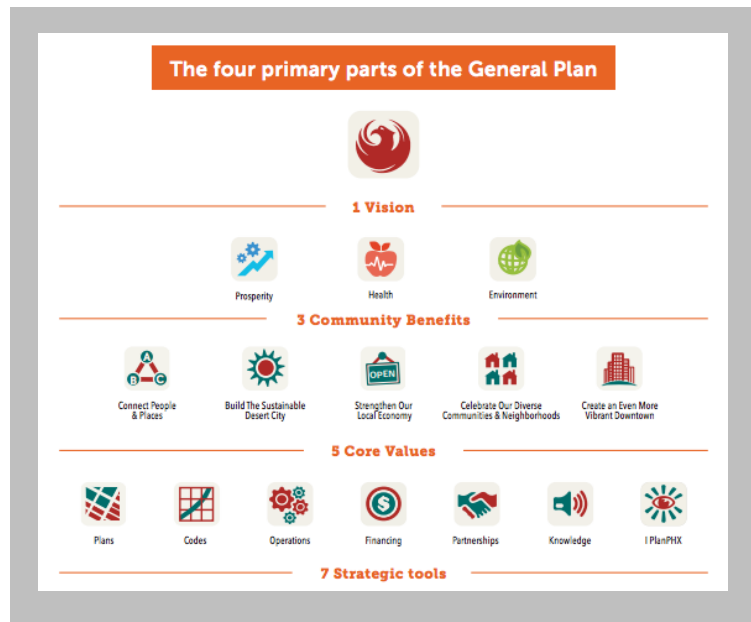 The four primary parts of the General Plan
1 Vision
Prosperity
Health
Environment
3 Community Benefits
A
B C
OPEN
Connect People
& Places
Build The Sustainable
Desert City
Strengthen Our
Local Economy
Celebrate Our Diverse
Communities & Neighborhoods
Create an Even More
Vibrant Downtown
5 Core Values
$
Plans
Codes
Operations
Financing
Partnerships
Knowledge
I PlanPHX
7 Strategic tools